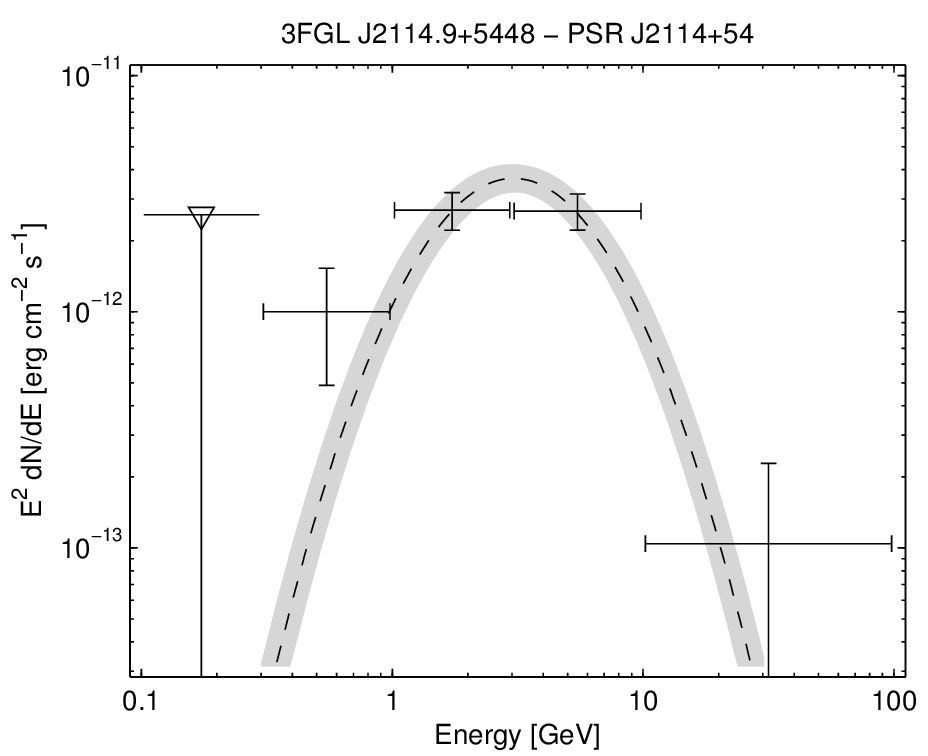 3FGL J2114.9+5448 − PSR J2114+54
10⁻¹¹
10⁻¹²
10⁻¹³
E² dN/dE [erg cm⁻² s⁻¹]
0.1 1 10 100
Energy [GeV]